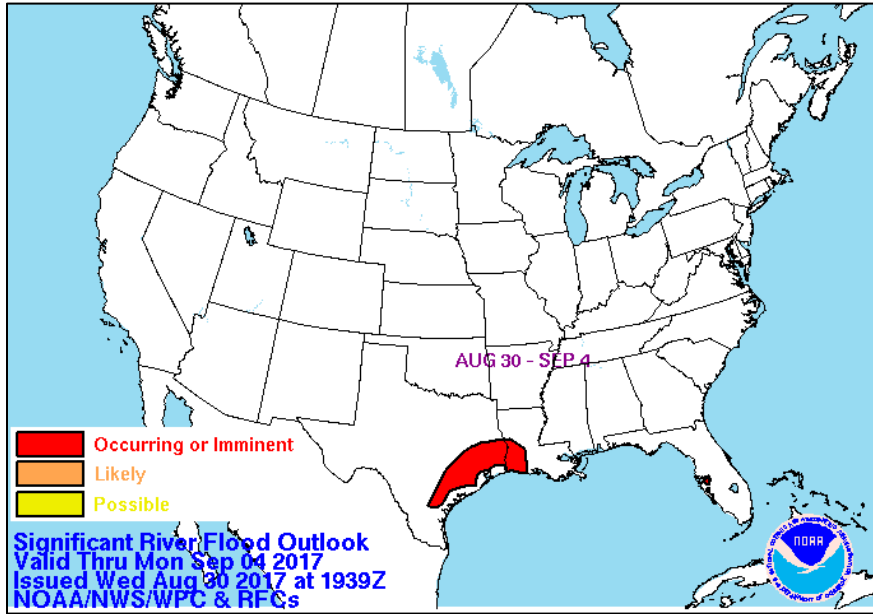 AUG 30 - SEP 4
Occurring or Imminent
Likely
Possible
Significant River Flood Outlook
Valid Thru Mon Sep 04 2017
Issued Wed Aug 30 2017 at 1939Z
NOAA/NWS/WPC & RFCs
NOAA